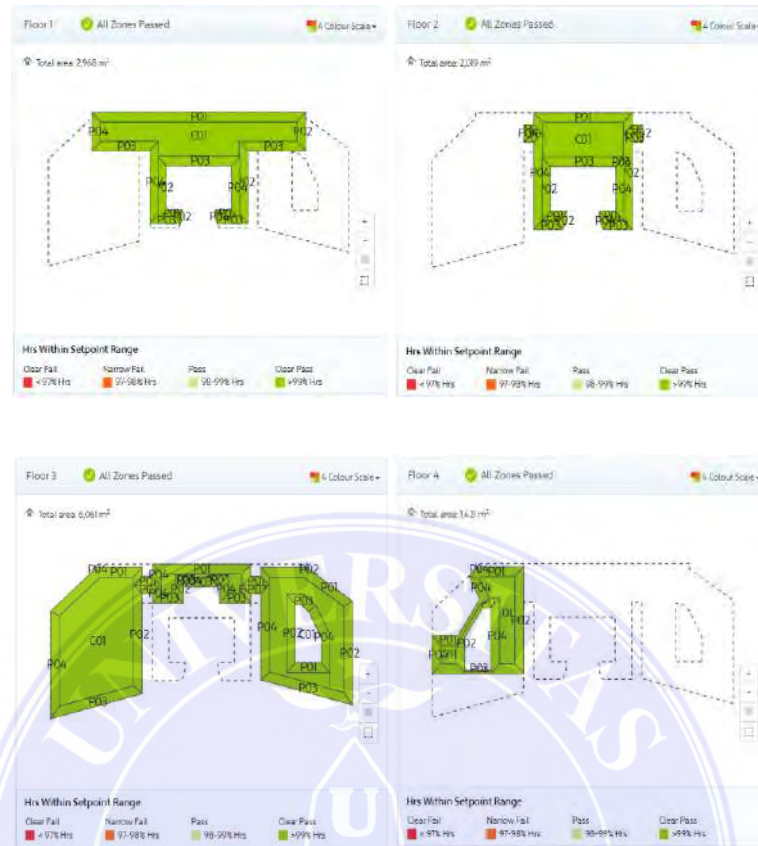 Floor 1 All Zones Passed 4 Colour Scale
Total area: 2,968 m²
P01
P04 C01 P02
P03 P03 P03
P04 P02
P04
P03
Hrs Within Setpoint Range
Clear Fail Narrow Fail Pass Clear Pass
< 97% Hrs 97-98% Hrs 98-99% Hrs >99% Hrs
Floor 2 All Zones Passed 4 Colour Scale
Total area: 2,019 m²
P01
C01
P03
P04
P04
P03
Hrs Within Setpoint Range
Clear Fail Narrow Fail Pass Clear Pass
< 97% Hrs 97-98% Hrs 98-99% Hrs >99% Hrs
Floor 3 All Zones Passed 4 Colour Scale
Total area: 6,061 m²
P04 P01 P01 P02
P01
P03
C01 P02 P04 P02 C01 P04
P04 P02
P01
P03 P03
Hrs Within Setpoint Range
Clear Fail Narrow Fail Pass Clear Pass
< 97% Hrs 97-98% Hrs 98-99% Hrs >99% Hrs
Floor 4 All Zones Passed 4 Colour Scale
Total area: 1,421 m²
P01
P04
P02
P01
P02 P04
P03
Hrs Within Setpoint Range
Clear Fail Narrow Fail Pass Clear Pass
< 97% Hrs 97-98% Hrs 98-99% Hrs >99% Hrs
UNIVERSITAS
U